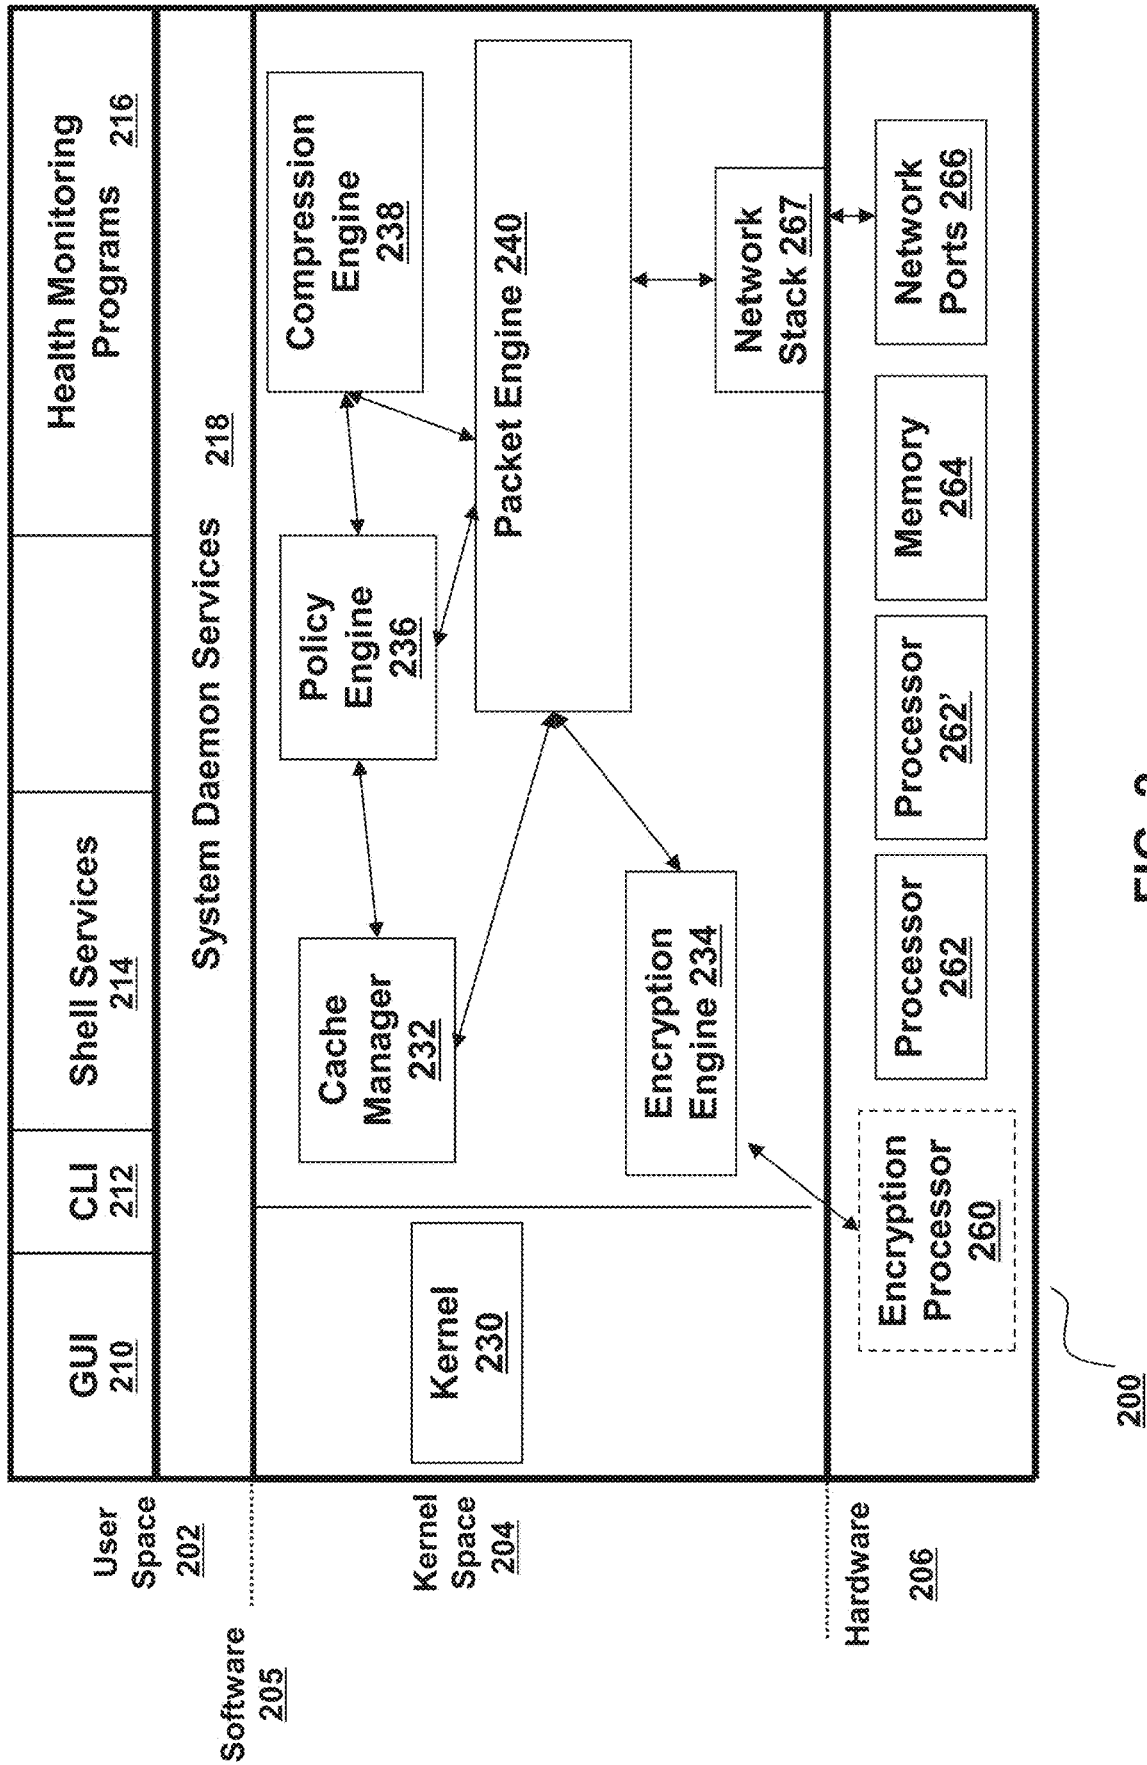 User
Space
202
Software
205
Kernel
Space
204
Hardware
206
GUI
210
CLI
212
Shell Services
214
Health Monitoring
Programs
216
System Daemon Services
218
Kernel
230
Cache
Manager
232
Policy
Engine
236
Compression
Engine
238
Packet Engine 240
Encryption
Engine 234
Network
Stack 267
Encryption
Processor
260
Processor
262
Processor
262'
Memory
264
Network
Ports 266
200